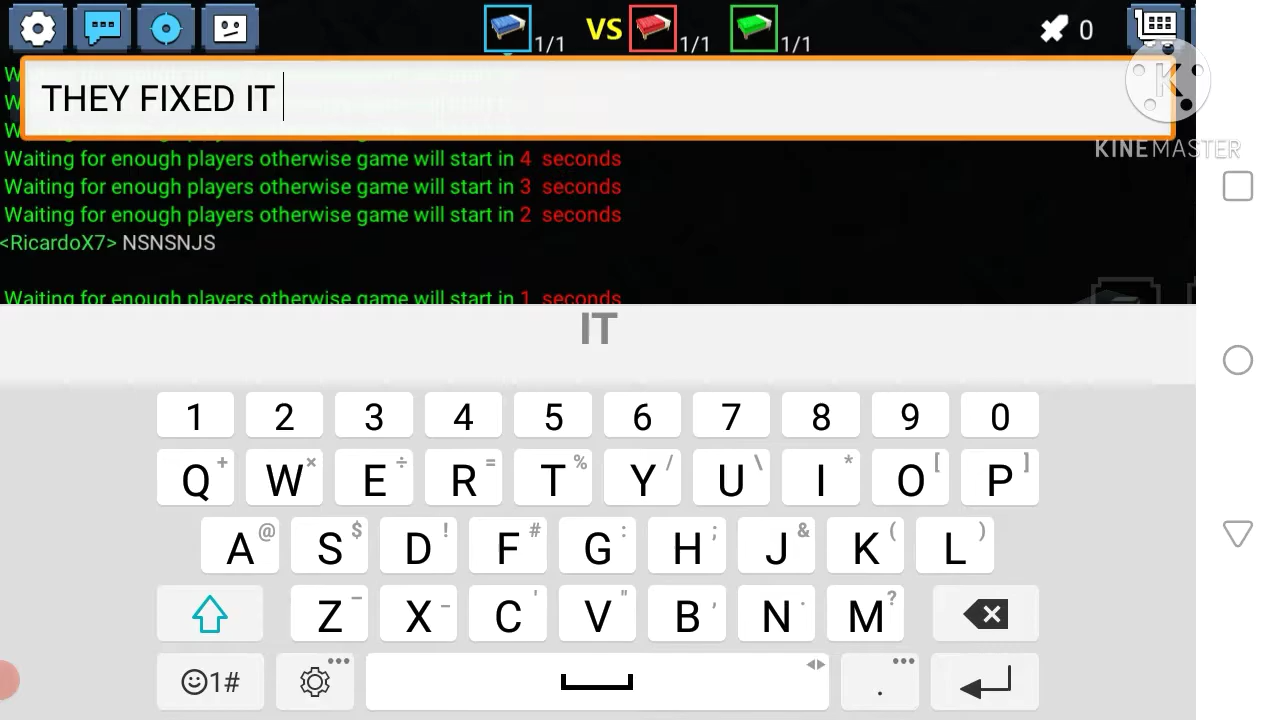 1/1 VS 1/1 1/1 0
THEY FIXED IT
KINEMASTER
Waiting for enough players otherwise game will start in 4 seconds
Waiting for enough players otherwise game will start in 3 seconds
Waiting for enough players otherwise game will start in 2 seconds
<RicardoX7> NSNSNJS
Waiting for enough players otherwise game will start in 1 seconds
IT
1 2 3 4 5 6 7 8 9 0
Q + W × E ÷ R = T % Y / U \ I * O [ P ]
A @ S $ D ! F # G : H ; J & K ( L )
Z – X - C ' V " B , N . M ?
1# .